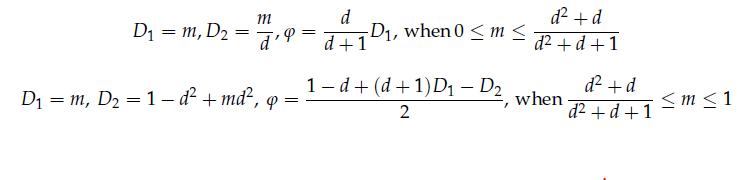 D₁ = m, D₂ = m/d, φ = d/(d+1) D₁, when 0 ≤ m ≤ (d² + d)/(d² + d + 1)
D₁ = m, D₂ = 1 − d² + md², φ = (1 − d + (d + 1)D₁ − D₂)/2, when (d² + d)/(d² + d + 1) ≤ m ≤ 1